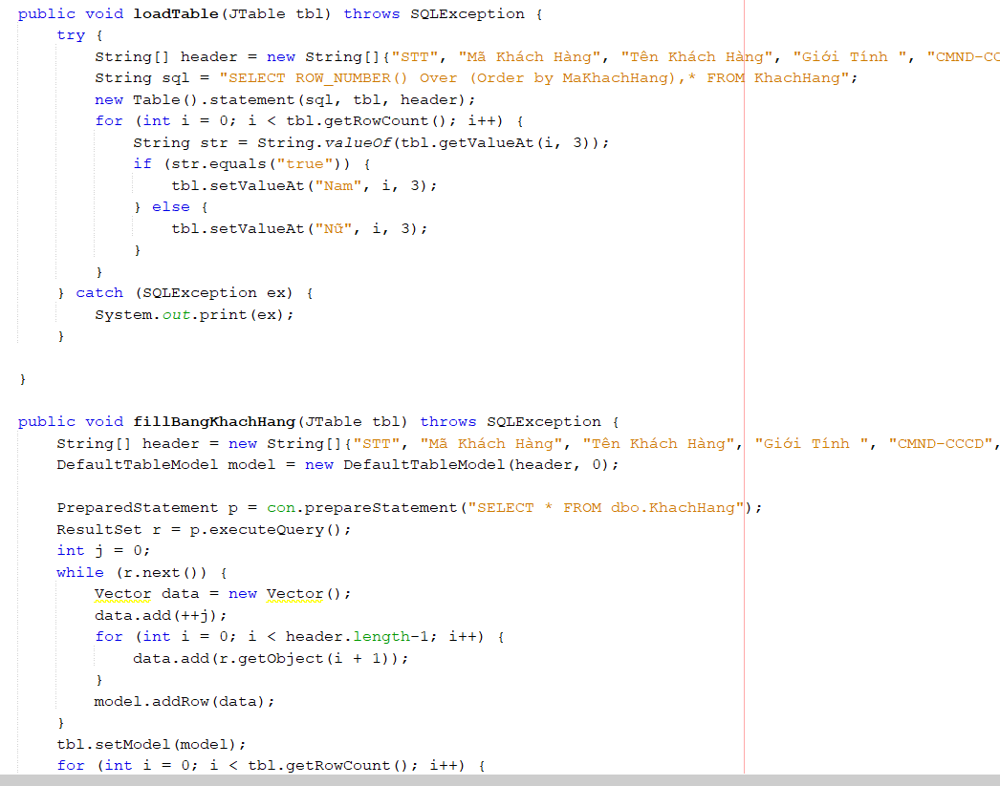 public void loadTable(JTable tbl) throws SQLException {
try {
String[] header = new String[]{"STT", "Mã Khách Hàng", "Tên Khách Hàng", "Giới Tính ", "CMND-CC
String sql = "SELECT ROW_NUMBER() Over (Order by MaKhachHang),* FROM KhachHang";
new Table().statement(sql, tbl, header);
for (int i = 0; i < tbl.getRowCount(); i++) {
String str = String.valueOf(tbl.getValueAt(i, 3));
if (str.equals("true")) {
tbl.setValueAt("Nam", i, 3);
} else {
tbl.setValueAt("Nữ", i, 3);
}
}
} catch (SQLException ex) {
System.out.print(ex);
}
}
public void fillBangKhachHang(JTable tbl) throws SQLException {
String[] header = new String[]{"STT", "Mã Khách Hàng", "Tên Khách Hàng", "Giới Tính ", "CMND-CCCD",
DefaultTableModel model = new DefaultTableModel(header, 0);
PreparedStatement p = con.prepareStatement("SELECT * FROM dbo.KhachHang");
ResultSet r = p.executeQuery();
int j = 0;
while (r.next()) {
Vector data = new Vector();
data.add(++j);
for (int i = 0; i < header.length-1; i++) {
data.add(r.getObject(i + 1));
}
model.addRow(data);
}
tbl.setModel(model);
for (int i = 0; i < tbl.getRowCount(); i++) {